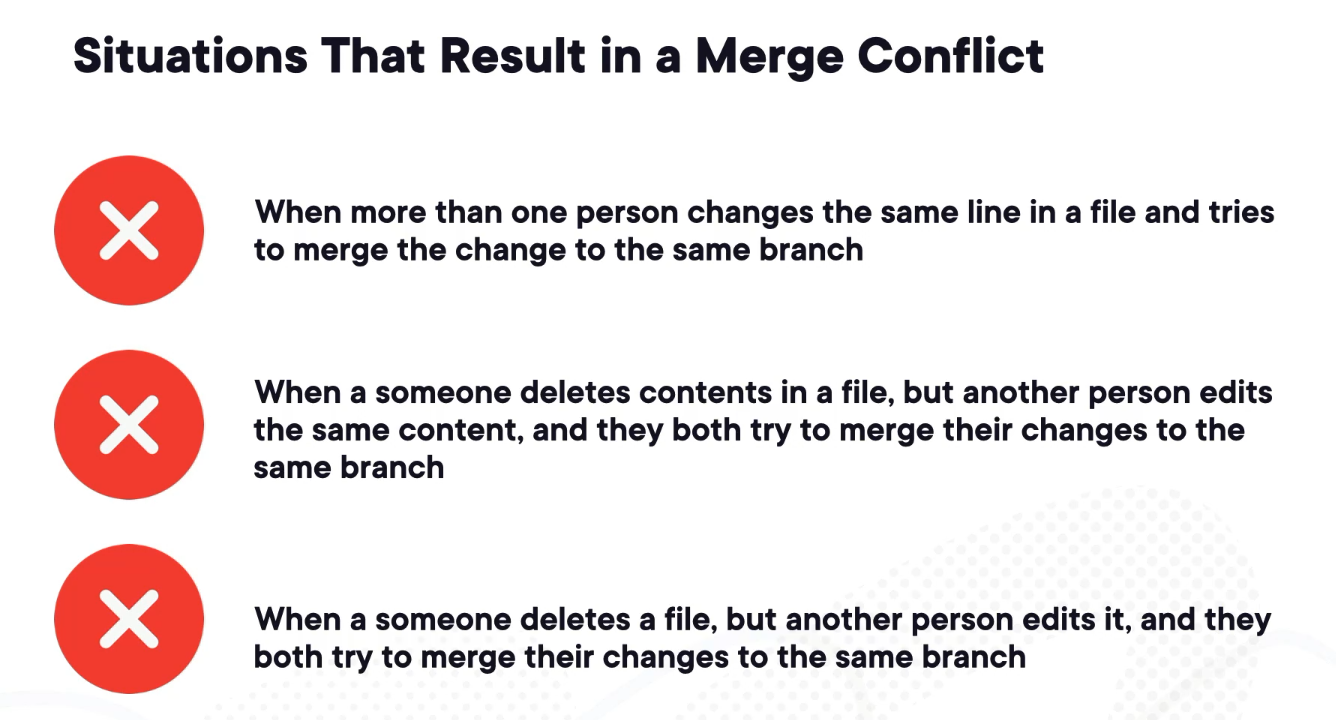 Situations That Result in a Merge Conflict
When more than one person changes the same line in a file and tries
to merge the change to the same branch
When a someone deletes contents in a file, but another person edits
the same content, and they both try to merge their changes to the
same branch
When a someone deletes a file, but another person edits it, and they
both try to merge their changes to the same branch